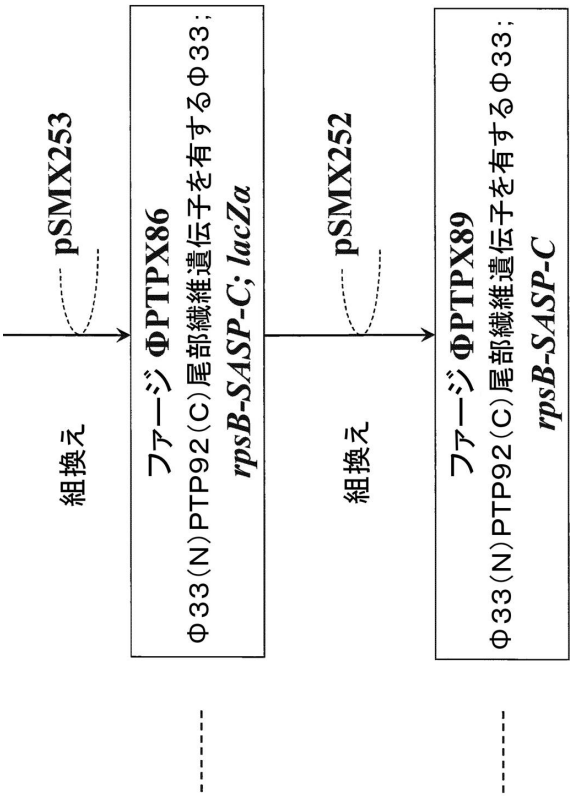 組換え
pSMX253
ファージ ΦPTPX86
Φ33(N)PTP92(C)尾部繊維遺伝子を有するΦ33;
rpsB-SASP-C; lacZα
組換え
pSMX252
ファージ ΦPTPX89
Φ33(N)PTP92(C)尾部繊維遺伝子を有するΦ33;
rpsB-SASP-C